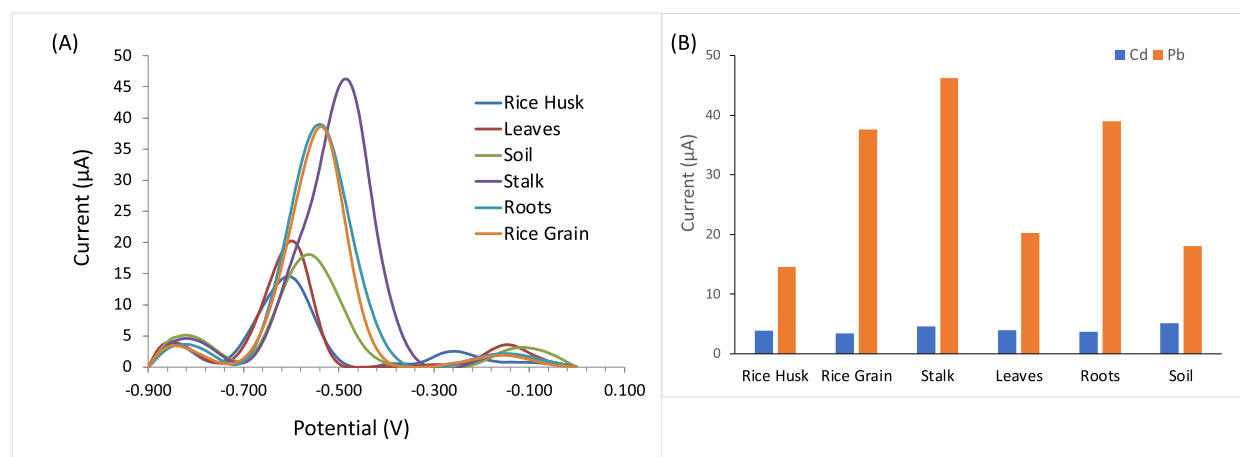 (A)
50
45
40
35
30
25
20
15
10
5
0
Current (µA)
-0.900 -0.700 -0.500 -0.300 -0.100 0.100
Potential (V)
Rice Husk
Leaves
Soil
Stalk
Roots
Rice Grain
(B)
Cd Pb
50
40
30
20
10
0
Current (µA)
Rice Husk Rice Grain Stalk Leaves Roots Soil